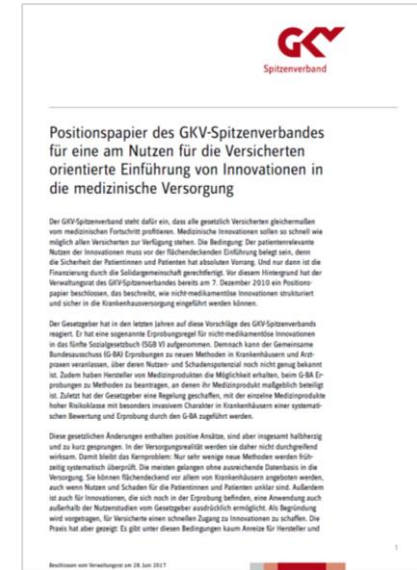 GKV
Spitzenverband
Positionspapier des GKV-Spitzenverbandes
für eine am Nutzen für die Versicherten
orientierte Einführung von Innovationen in
die medizinische Versorgung
Der GKV-Spitzenverband steht dafür ein, dass alle gesetzlich Versicherten gleichermaßen
vom medizinischen Fortschritt profitieren. Medizinische Innovationen sollen so schnell wie
möglich allen Versicherten zur Verfügung stehen. Die Bedingung: Der patientenrelevante
Nutzen der Innovationen muss vor der flächendeckenden Einführung belegt sein, denn
die Sicherheit der Patientinnen und Patienten hat absoluten Vorrang. Und nur dann ist die
Finanzierung durch die Solidargemeinschaft gerechtfertigt. Vor diesem Hintergrund hat der
Verwaltungsrat des GKV-Spitzenverbandes bereits am 7. Dezember 2010 ein Positions-
papier beschlossen, das beschreibt, wie nicht-medikamentöse Innovationen strukturiert
und sicher in die Krankenhausversorgung eingeführt werden können.
Der Gesetzgeber hat in den letzten Jahren auf diese Vorschläge des GKV-Spitzenverbands
reagiert. Er hat eine sogenannte Erprobungsregel für nicht-medikamentöse Innovationen
in das fünfte Sozialgesetzbuch (SGB V) aufgenommen. Demnach kann der Gemeinsame
Bundesausschuss (G-BA) Erprobungen zu neuen Methoden in Krankenhäusern und Arzt-
praxen veranlassen, über deren Nutzen- und Schadenspotenzial noch nicht genug bekannt
ist. Zudem haben Hersteller von Medizinprodukten die Möglichkeit erhalten, beim G-BA Er-
probungen zu Methoden zu beantragen, an denen ihr Medizinprodukt maßgeblich beteiligt
ist. Zuletzt hat der Gesetzgeber eine Regelung geschaffen, mit der einzelne Medizinprodukte
hoher Risikoklasse mit besonders invasivem Charakter in Krankenhäusern einer systemati-
schen Bewertung und Erprobung durch den G-BA zugeführt werden.
Diese gesetzlichen Änderungen enthalten positive Ansätze, sind aber insgesamt halbherzig
und zu kurz gesprungen. In der Versorgungsrealität werden sie daher nicht durchgreifend
wirksam. Damit bleibt das Kernproblem: Nur sehr wenige neue Methoden werden früh-
zeitig systematisch überprüft. Die meisten gelangen ohne ausreichende Datenbasis in die
Versorgung. Sie können flächendeckend vor allem von Krankenhäusern angeboten werden,
auch wenn Nutzen und Schaden für die Patientinnen und Patienten unklar sind. Außerdem
ist auch für Innovationen, die sich noch in der Erprobung befinden, eine Anwendung auch
außerhalb der Nutzenstudien vom Gesetzgeber ausdrücklich ermöglicht. Als Begründung
wird vorgetragen, für Versicherte einen schnellen Zugang zu Innovationen zu schaffen. Die
Praxis hat aber gezeigt: Es gibt unter diesen Bedingungen kaum Anreize für Hersteller und
1
Beschlossen vom Verwaltungsrat am 28. Juni 2017